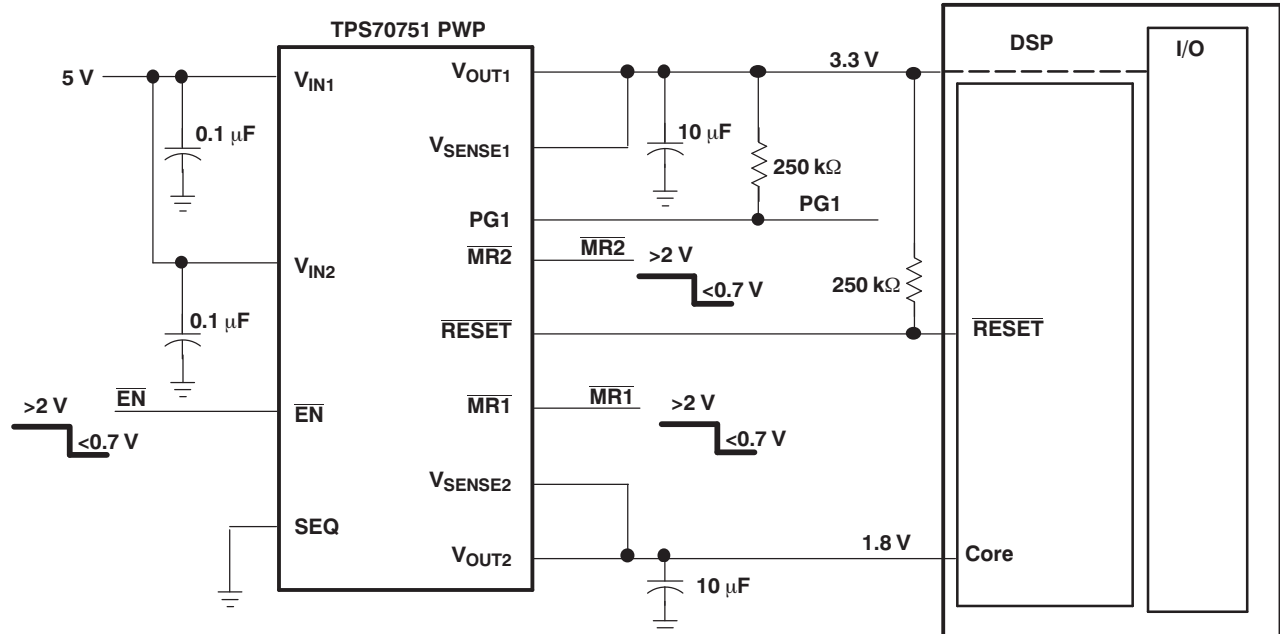 TPS70751 PWP
DSP
I/O
5 V
VIN1
VOUT1
3.3 V
0.1 μF
VSENSE1
10 μF
250 kΩ
PG1
PG1
VIN2
MR2
MR2
>2 V
<0.7 V
250 kΩ
0.1 μF
RESET
RESET
>2 V
<0.7 V
EN
EN
MR1
MR1
>2 V
<0.7 V
VSENSE2
SEQ
VOUT2
1.8 V
Core
10 μF